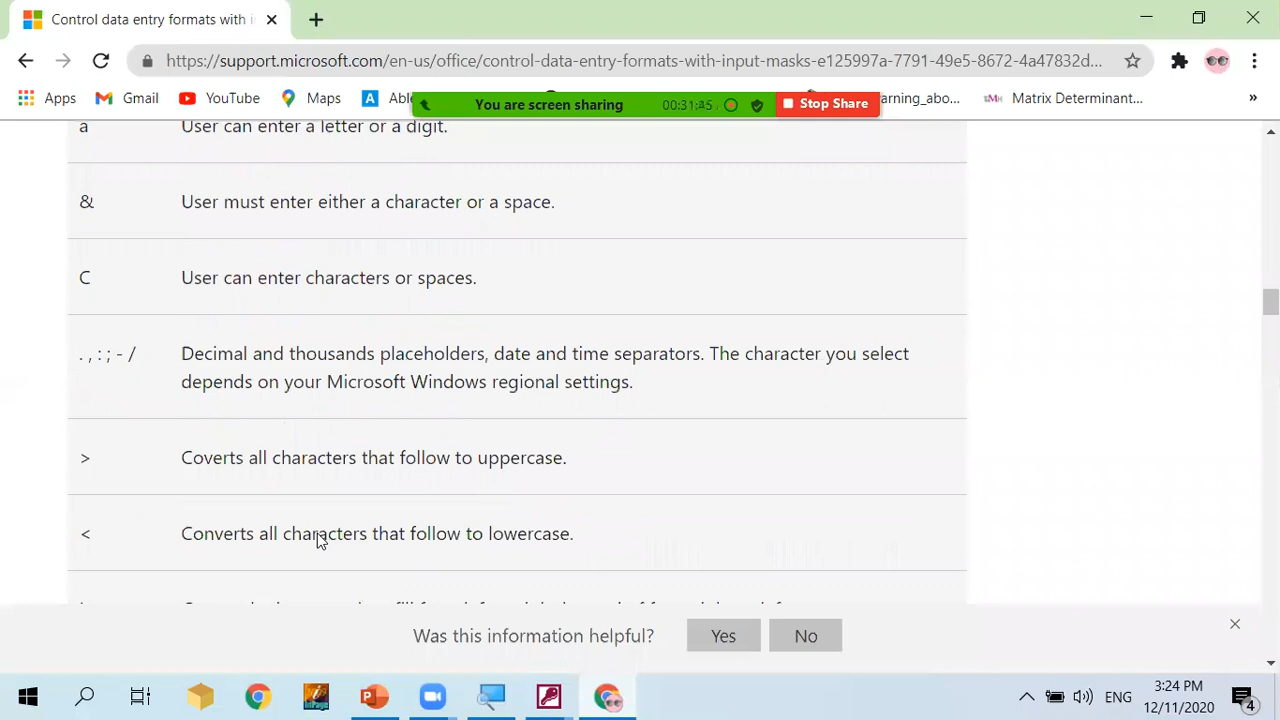 Control data entry formats with i
https://support.microsoft.com/en-us/office/control-data-entry-formats-with-input-masks-e125997a-7791-49e5-8672-4a47832d...
Apps Gmail YouTube Maps Able You are screen sharing 00:31:45 Stop Share arning_abo... Matrix Determinant... »
a User can enter a letter or a digit.
& User must enter either a character or a space.
C User can enter characters or spaces.
. , : ; - / Decimal and thousands placeholders, date and time separators. The character you select
depends on your Microsoft Windows regional settings.
> Coverts all characters that follow to uppercase.
< Converts all characters that follow to lowercase.
Was this information helpful? Yes No
ENG 3:24 PM
12/11/2020 4